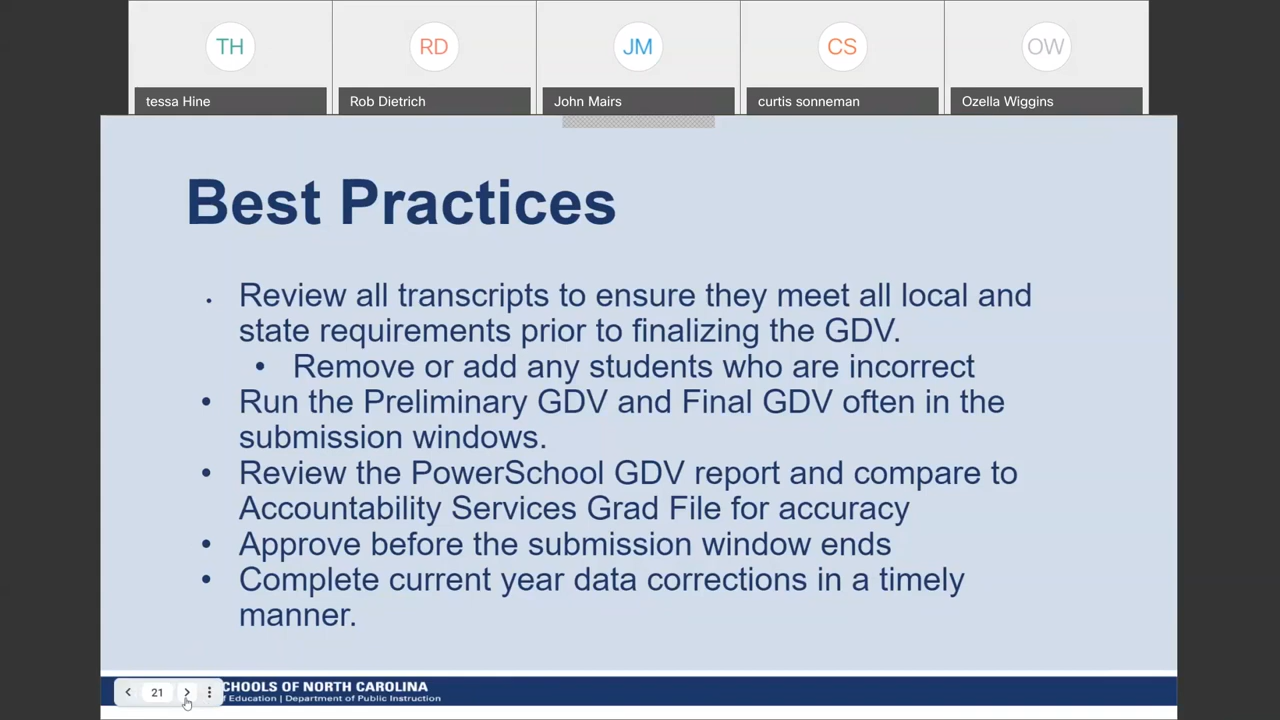 TH
RD
JM
CS
OW
tessa Hine
Rob Dietrich
John Mairs
curtis sonneman
Ozella Wiggins
Best Practices
• Review all transcripts to ensure they meet all local and
state requirements prior to finalizing the GDV.
• Remove or add any students who are incorrect
• Run the Preliminary GDV and Final GDV often in the
submission windows.
• Review the PowerSchool GDV report and compare to
Accountability Services Grad File for accuracy
• Approve before the submission window ends
• Complete current year data corrections in a timely
manner.
21
CHOOLS OF NORTH CAROLINA
f Education | Department of Public Instruction